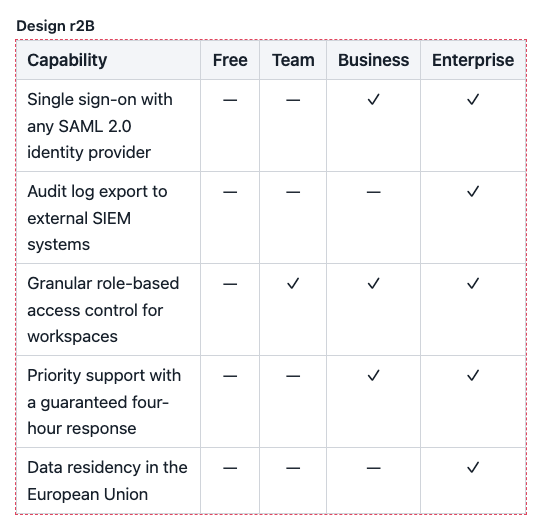 Design r2B
Capability Free Team Business Enterprise
Single sign-on with — — ✓ ✓
any SAML 2.0
identity provider
Audit log export to — — — ✓
external SIEM
systems
Granular role-based — ✓ ✓ ✓
access control for
workspaces
Priority support with — — ✓ ✓
a guaranteed four-
hour response
Data residency in the — — — ✓
European Union